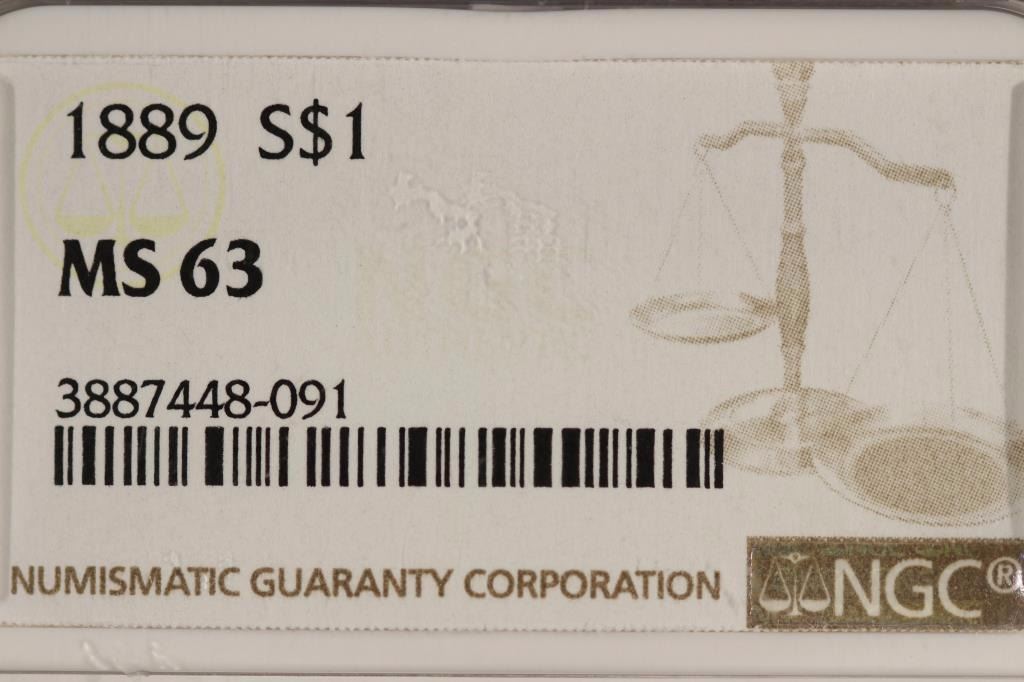 1889 S$1
MS 63
3887448-091
NUMISMATIC GUARANTY CORPORATION
NGC®